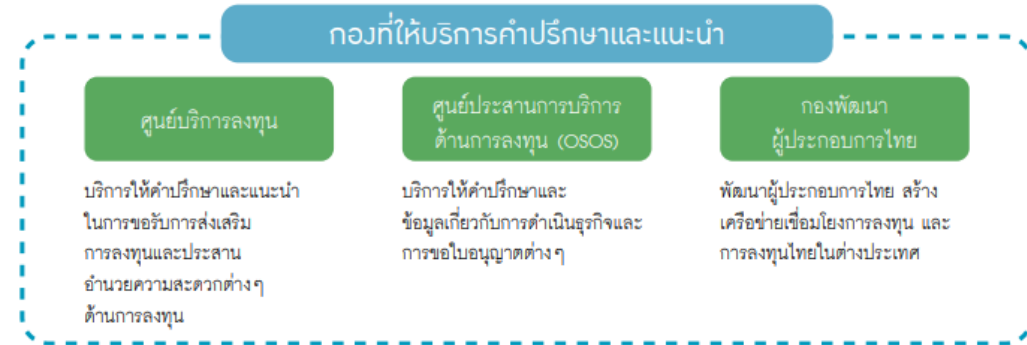 กองที่ให้บริการคำปรึกษาและแนะนำ
ศูนย์บริการลงทุน
บริการให้คำปรึกษาและแนะนำ
ในการขอรับการส่งเสริม
การลงทุนและประสาน
อำนวยความสะดวกต่างๆ
ด้านการลงทุน
ศูนย์ประสานการบริการ
ด้านการลงทุน (OSOS)
บริการให้คำปรึกษาและ
ข้อมูลเกี่ยวกับการดำเนินธุรกิจและ
การขอใบอนุญาตต่างๆ
กองพัฒนา
ผู้ประกอบการไทย
พัฒนาผู้ประกอบการไทย สร้าง
เครือข่ายเชื่อมโยงการลงทุน และ
การลงทุนไทยในต่างประเทศ